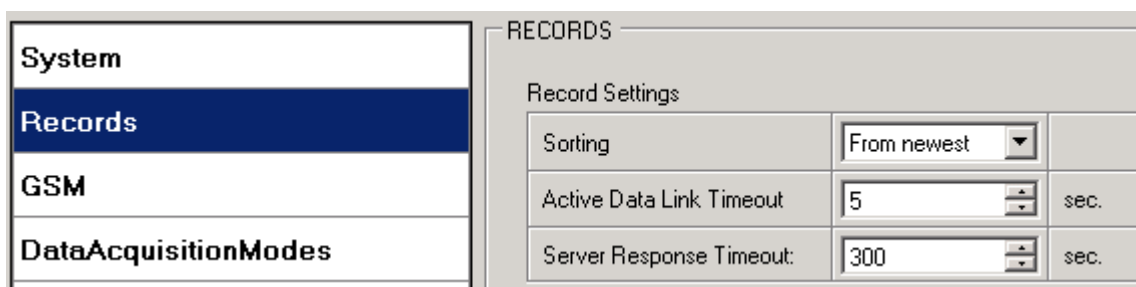 System
Records
GSM
DataAcquisitionModes
RECORDS
Record Settings
Sorting From newest
Active Data Link Timeout 5 sec.
Server Response Timeout: 300 sec.